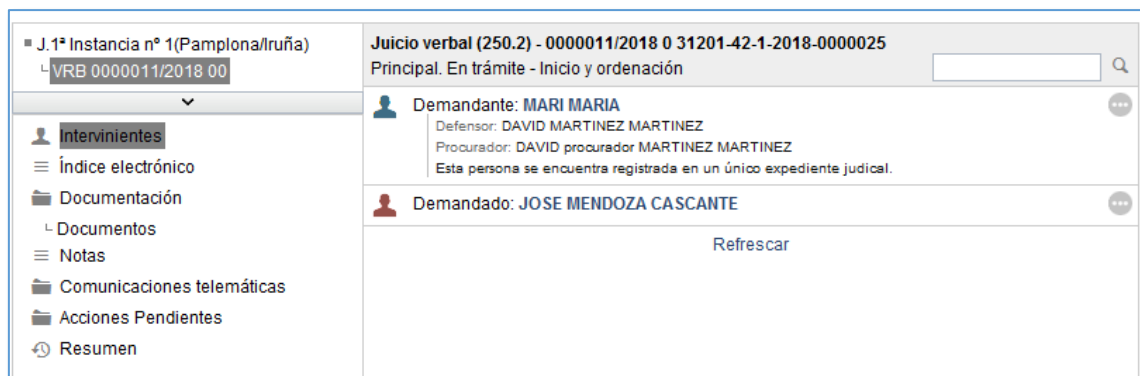 J.1ª Instancia nº 1(Pamplona/Iruña)
VRB 0000011/2018 00
Intervinientes
Índice electrónico
Documentación
Documentos
Notas
Comunicaciones telemáticas
Acciones Pendientes
Resumen
Juicio verbal (250.2) - 0000011/2018 0 31201-42-1-2018-0000025
Principal. En trámite - Inicio y ordenación
Demandante: MARI MARIA
Defensor: DAVID MARTINEZ MARTINEZ
Procurador: DAVID procurador MARTINEZ MARTINEZ
Esta persona se encuentra registrada en un único expediente judical.
Demandado: JOSE MENDOZA CASCANTE
Refrescar